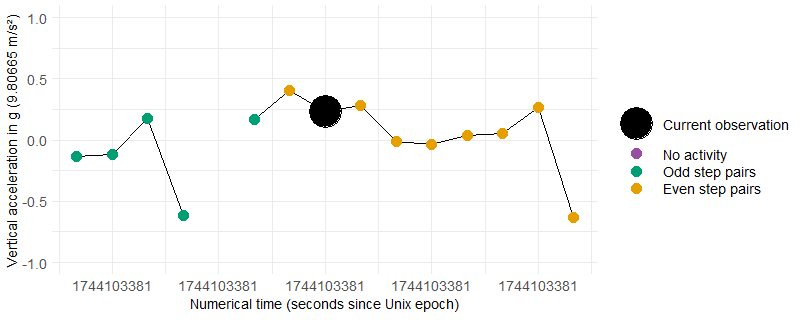 Vertical acceleration in g (9.80665 m/s²)
1.0
0.5
0.0
-0.5
-1.0
1744103381 1744103381 1744103381 1744103381 1744103381
Numerical time (seconds since Unix epoch)
Current observation
No activity
Odd step pairs
Even step pairs